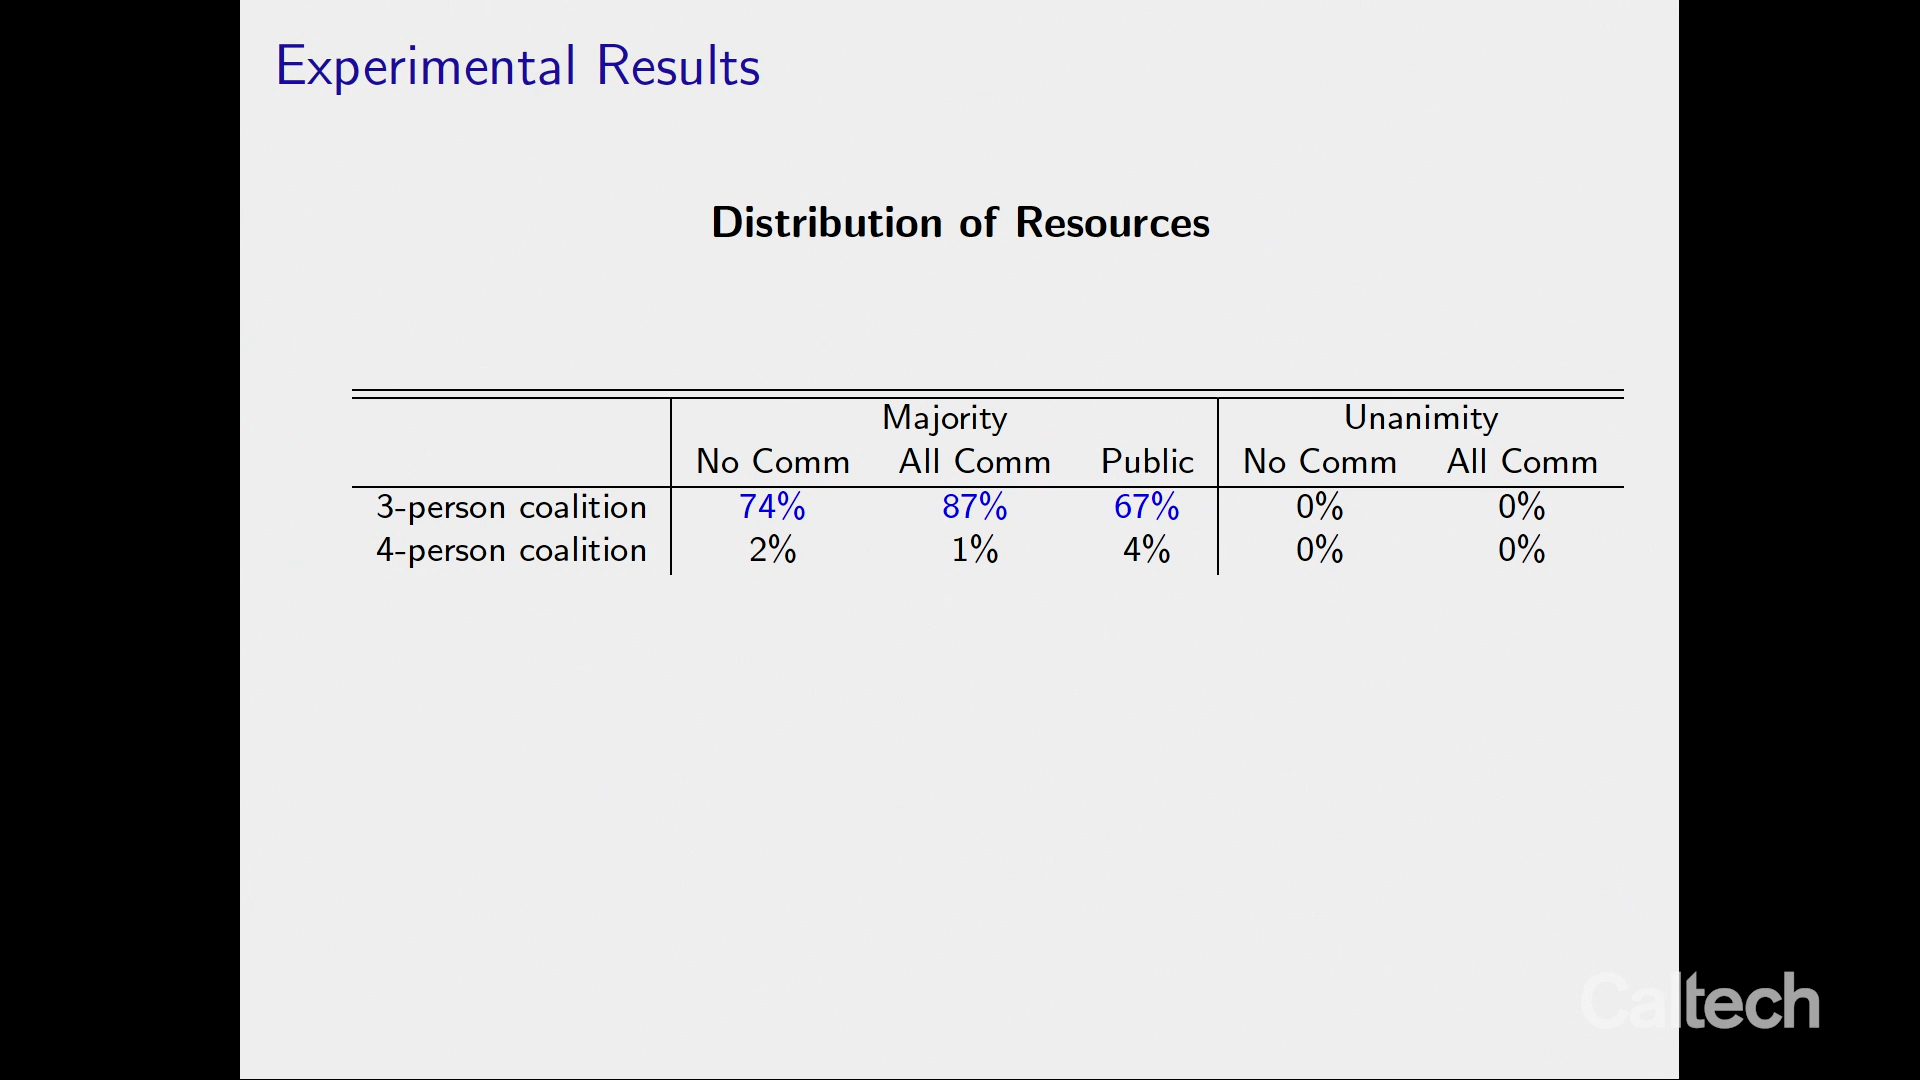 Experimental Results
Distribution of Resources
Majority Unanimity
No Comm All Comm Public No Comm All Comm
3-person coalition 74% 87% 67% 0% 0%
4-person coalition 2% 1% 4% 0% 0%
Caltech